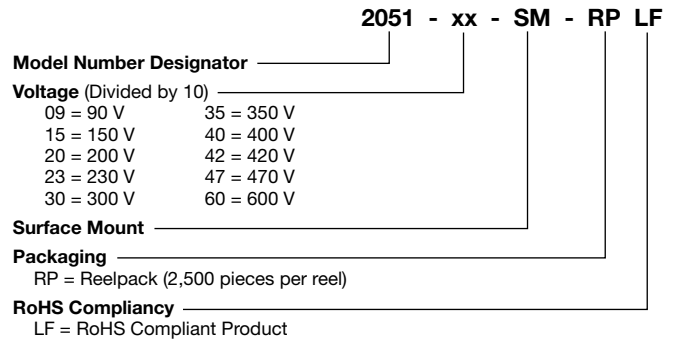 2051 - xx - SM - RP LF
Model Number Designator
Voltage (Divided by 10)
09 = 90 V 35 = 350 V
15 = 150 V 40 = 400 V
20 = 200 V 42 = 420 V
23 = 230 V 47 = 470 V
30 = 300 V 60 = 600 V
Surface Mount
Packaging
RP = Reelpack (2,500 pieces per reel)
RoHS Compliancy
LF = RoHS Compliant Product